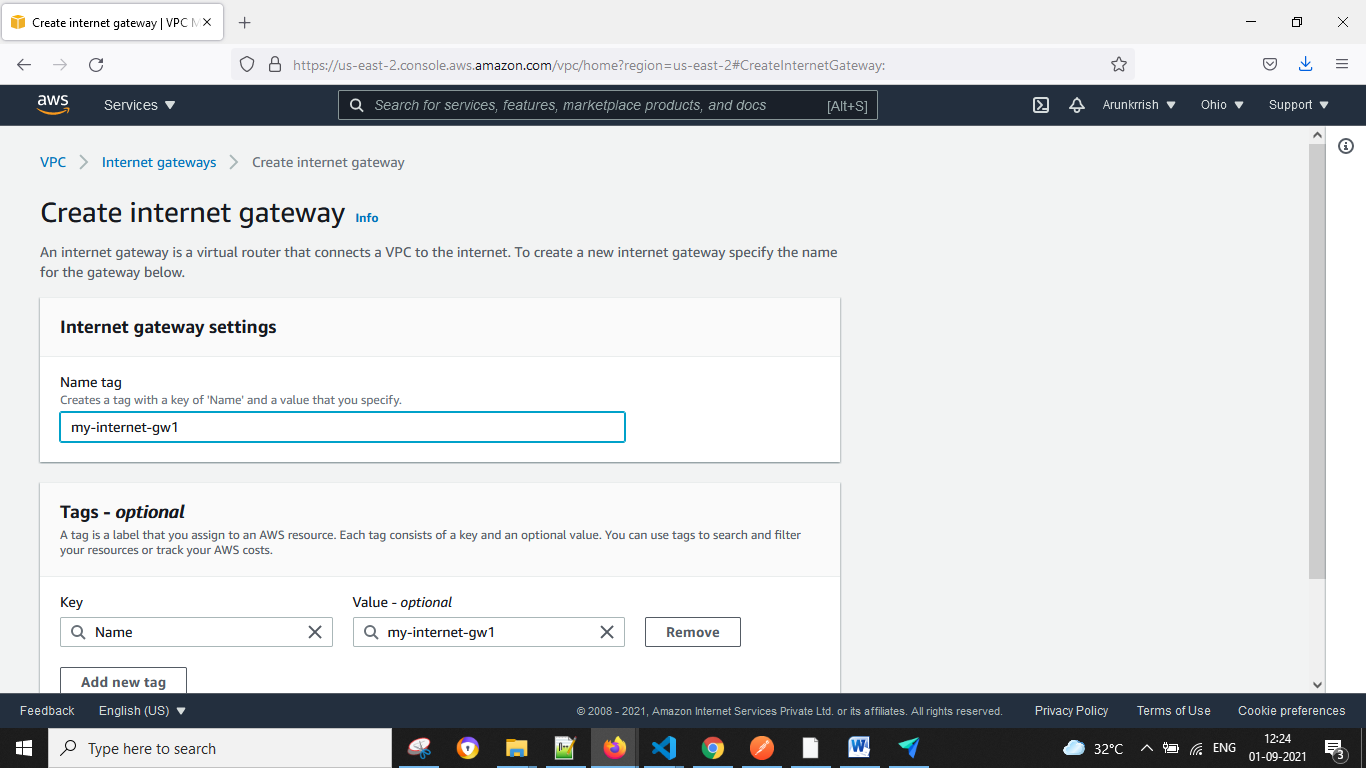 Create internet gateway | VPC M
https://us-east-2.console.aws.amazon.com/vpc/home?region=us-east-2#CreateInternetGateway:
aws Services Search for services, features, marketplace products, and docs [Alt+S] Arunkrrish Ohio Support
VPC Internet gateways Create internet gateway
Create internet gateway Info
An internet gateway is a virtual router that connects a VPC to the internet. To create a new internet gateway specify the name
for the gateway below.
Internet gateway settings
Name tag
Creates a tag with a key of 'Name' and a value that you specify.
my-internet-gw1
Tags - optional
A tag is a label that you assign to an AWS resource. Each tag consists of a key and an optional value. You can use tags to search and filter
your resources or track your AWS costs.
Key Value - optional
Name my-internet-gw1 Remove
Add new tag
Feedback English (US) © 2008 - 2021, Amazon Internet Services Private Ltd. or its affiliates. All rights reserved. Privacy Policy Terms of Use Cookie preferences
Type here to search 32°C ENG 12:24
01-09-2021 3